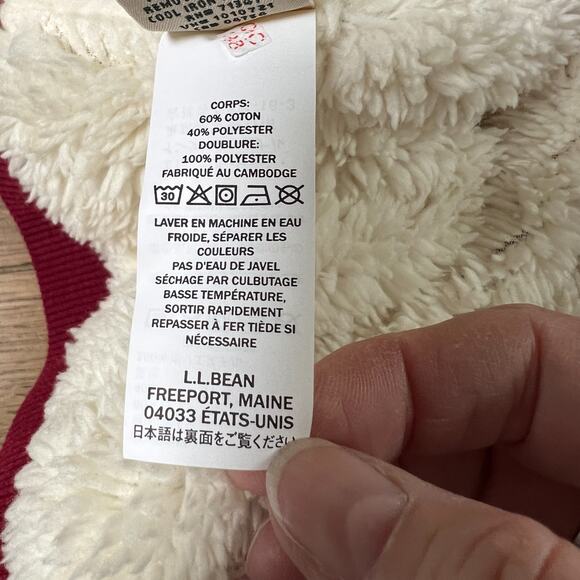 COOL IRON
CORPS:
60% COTON
40% POLYESTER
DOUBLURE:
100% POLYESTER
FABRIQUÉ AU CAMBODGE
30
LAVER EN MACHINE EN EAU
FROIDE, SÉPARER LES
COULEURS
PAS D'EAU DE JAVEL
SÉCHAGE PAR CULBUTAGE
BASSE TEMPÉRATURE,
SORTIR RAPIDEMENT
REPASSER À FER TIÈDE SI
NÉCESSAIRE
L.L.BEAN
FREEPORT, MAINE
04033 ÉTATS-UNIS
日本語は裏面をご覧くださ